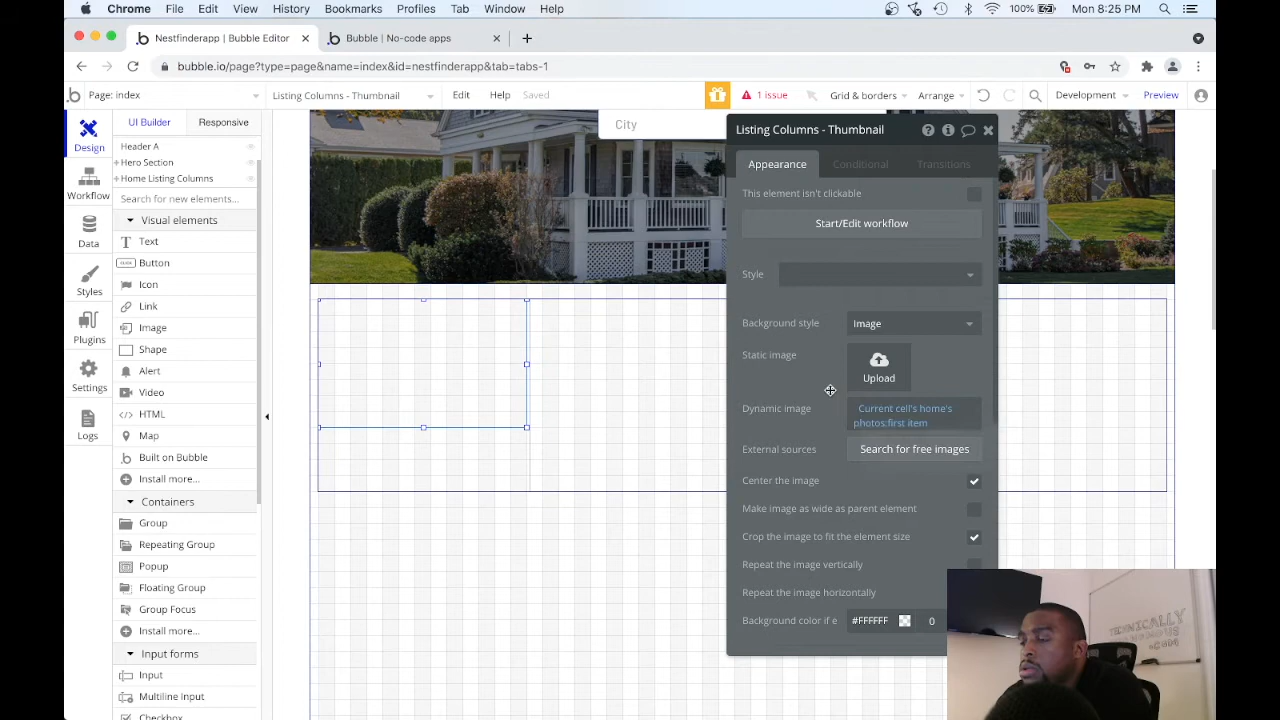 Chrome File Edit View History Bookmarks Profiles Tab Window Help 100% Mon 8:25 PM
Nestfinderapp | Bubble Editor × Bubble | No-code apps × +
bubble.io/page?type=page&name=index&id=nestfinderapp&tab=tabs-1
Page: index Listing Columns - Thumbnail Edit Help Saved 1 issue Grid & borders Arrange Development Preview
Design
Workflow
Data
Styles
Plugins
Settings
Logs
UI Builder Responsive
Header A
Hero Section
Home Listing Columns
Search for new elements...
Visual elements
Text
CLICK Button
Icon
Link
Image
Shape
Alert
Video
HTML
Map
Built on Bubble
Install more...
Containers
Group
Repeating Group
Popup
Floating Group
Group Focus
Install more...
Input forms
Input
Multiline Input
Checkbox
City
Listing Columns - Thumbnail
Appearance Conditional Transitions
This element isn't clickable
Start/Edit workflow
Style
Background style Image
Static image Upload
Dynamic image Current cell's home's
photos:first item
External sources Search for free images
Center the image
Make image as wide as parent element
Crop the image to fit the element size
Repeat the image vertically
Repeat the image horizontally
Background color if e #FFFFFF 0
TECHNICALLY